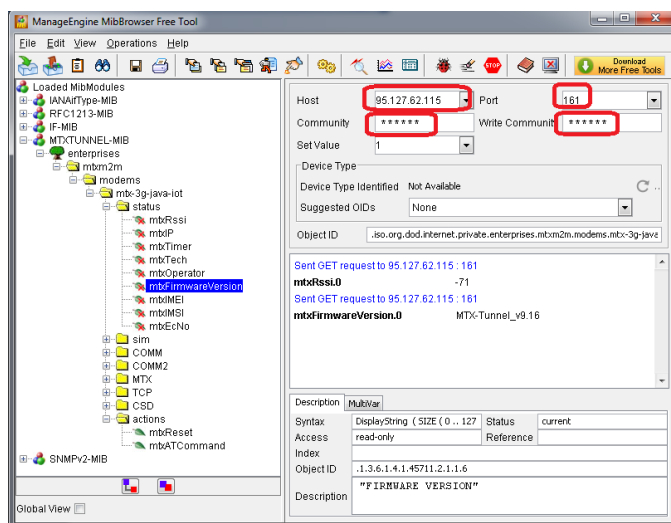 ManageEngine MibBrowser Free Tool
File Edit View Operations Help
STOP
Download
More Free Tools
Loaded MibModules
IANAifType-MIB
RFC1213-MIB
IF-MIB
MTXTUNNEL-MIB
enterprises
mtxm2m
modems
mtx-3g-java-iot
status
mtxRssi
mtxIP
mtxTimer
mtxTech
mtxOperator
mtxFirmwareVersion
mtxIMEI
mtxIMSI
mtxEcNo
sim
COMM
COMM2
MTX
TCP
CSD
actions
mtxReset
mtxATCommand
SNMPv2-MIB
Global View
Host 95.127.62.115 Port 161
Community ****** Write Communit ******
Set Value 1
Device Type
Device Type Identified Not Available
Suggested OIDs None
Object ID .iso.org.dod.internet.private.enterprises.mtxm2m.modems.mtx-3g-java
Sent GET request to 95.127.62.115 : 161
mtxRssi.0 -71
Sent GET request to 95.127.62.115 : 161
mtxFirmwareVersion.0 MTX-Tunnel_v9.16
Description MultiVar
Syntax DisplayString ( SIZE ( 0 .. 127 Status current
Access read-only Reference
Index
Object ID .1.3.6.1.4.1.45711.2.1.1.6
Description "FIRMWARE VERSION"